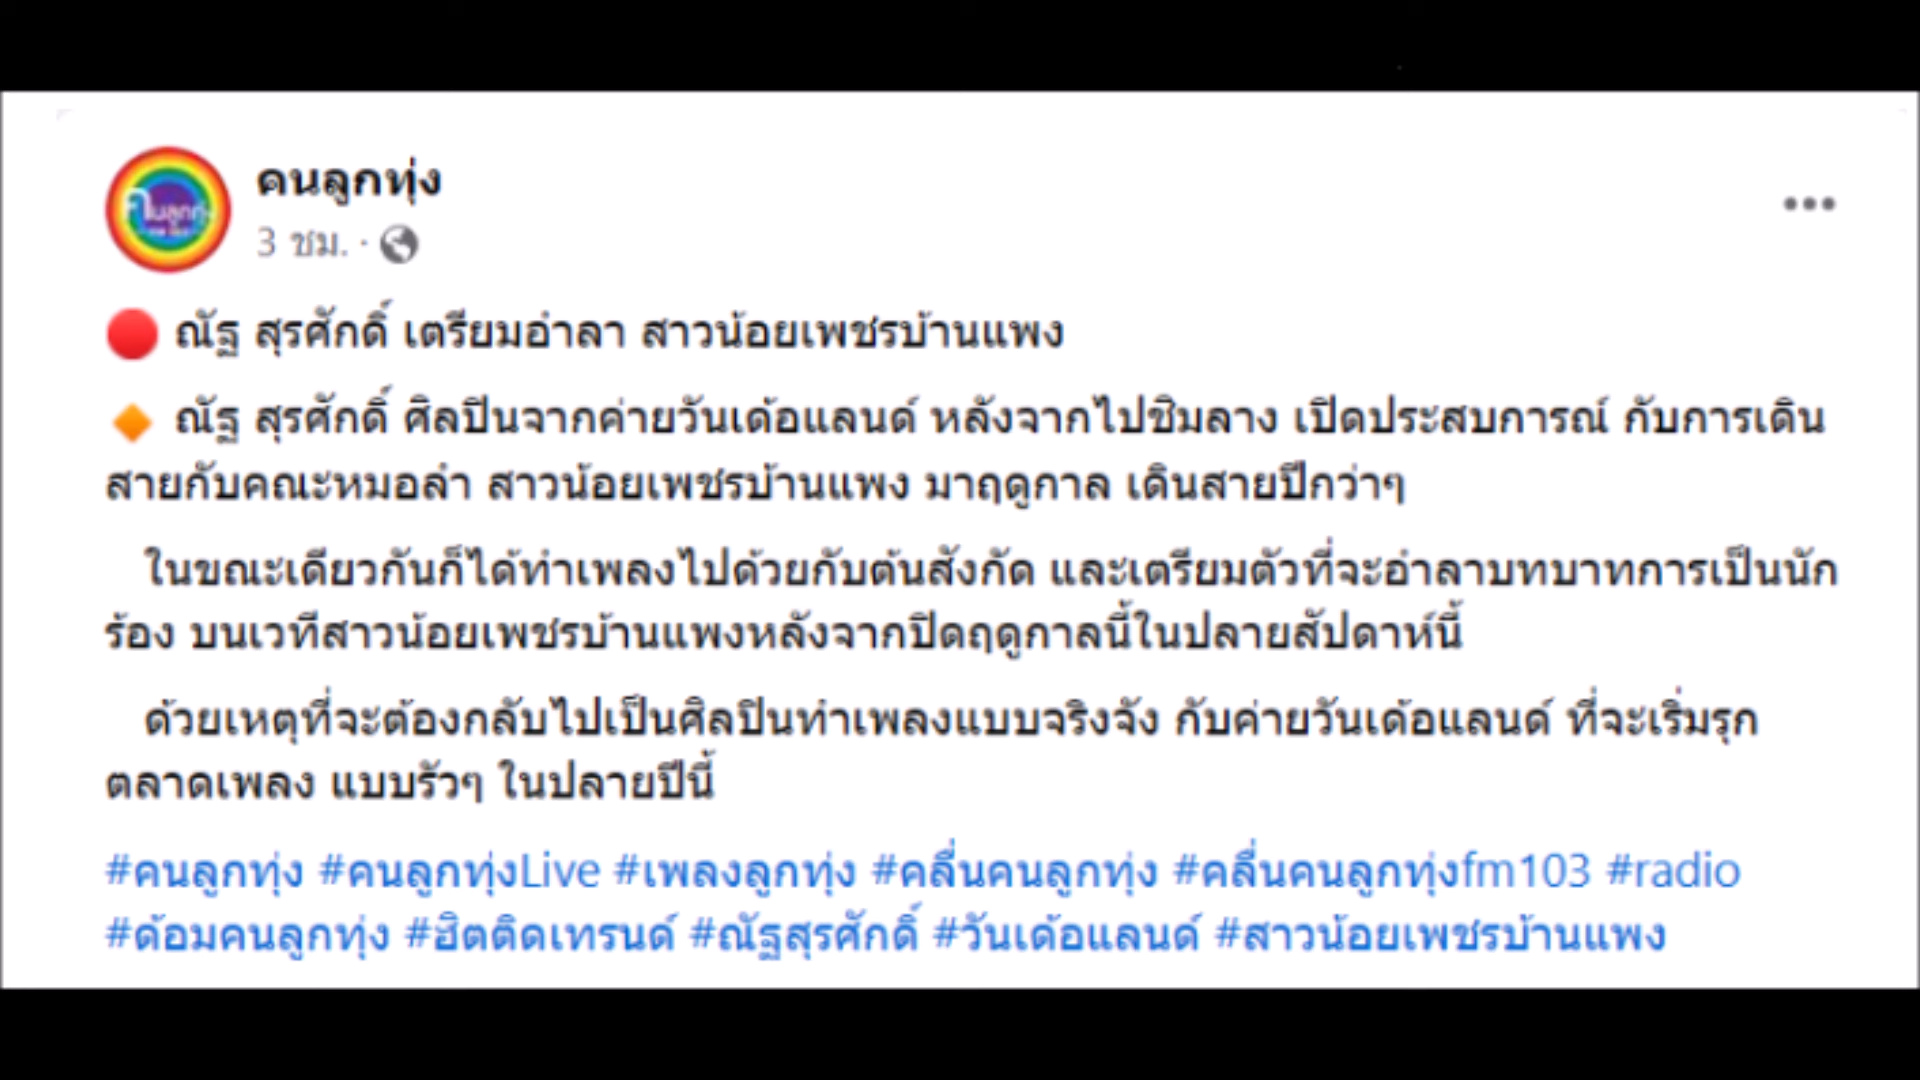 คนลูกทุ่ง
3 ชม. ·
🔴 ณัฐ สุรศักดิ์ เตรียมอำลา สาวน้อยเพชรบ้านแพง
🔶 ณัฐ สุรศักดิ์ ศิลปินจากค่ายวันเด้อแลนด์ หลังจากไปชิมลาง เปิดประสบการณ์ กับการเดิน
สายกับคณะหมอลำ สาวน้อยเพชรบ้านแพง มาฤดูกาล เดินสายปีกว่าๆ
ในขณะเดียวกันก็ได้ทำเพลงไปด้วยกับต้นสังกัด และเตรียมตัวที่จะอำลาบทบาทการเป็นนัก
ร้อง บนเวทีสาวน้อยเพชรบ้านแพงหลังจากปิดฤดูกาลนี้ในปลายสัปดาห์นี้
ด้วยเหตุที่จะต้องกลับไปเป็นศิลปินทำเพลงแบบจริงจัง กับค่ายวันเด้อแลนด์ ที่จะเริ่มรุก
ตลาดเพลง แบบรัวๆ ในปลายปีนี้
#คนลูกทุ่ง #คนลูกทุ่งLive #เพลงลูกทุ่ง #คลื่นคนลูกทุ่ง #คลื่นคนลูกทุ่งfm103 #radio
#ด้อมคนลูกทุ่ง #ฮิตติดเทรนด์ #ณัฐสุรศักดิ์ #วันเด้อแลนด์ #สาวน้อยเพชรบ้านแพง